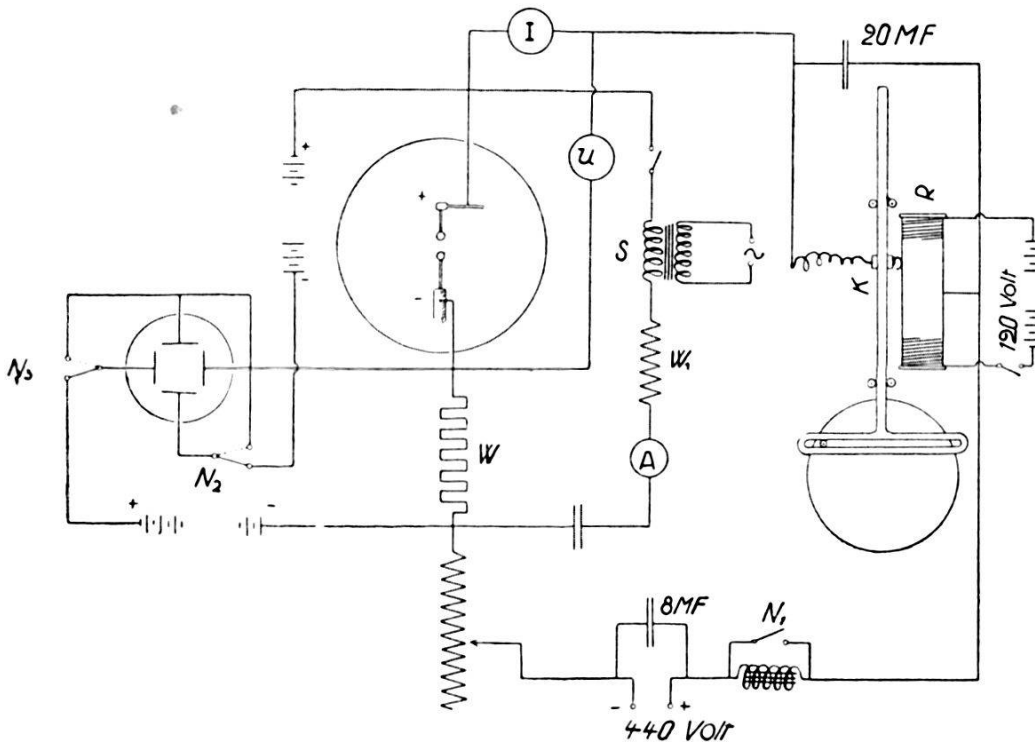 I
20 MF
+
U
+
R
S
K
-
-
120 Volt
N3
W1
W
A
N2
+
-
8MF
N1
-
+
440 Volt